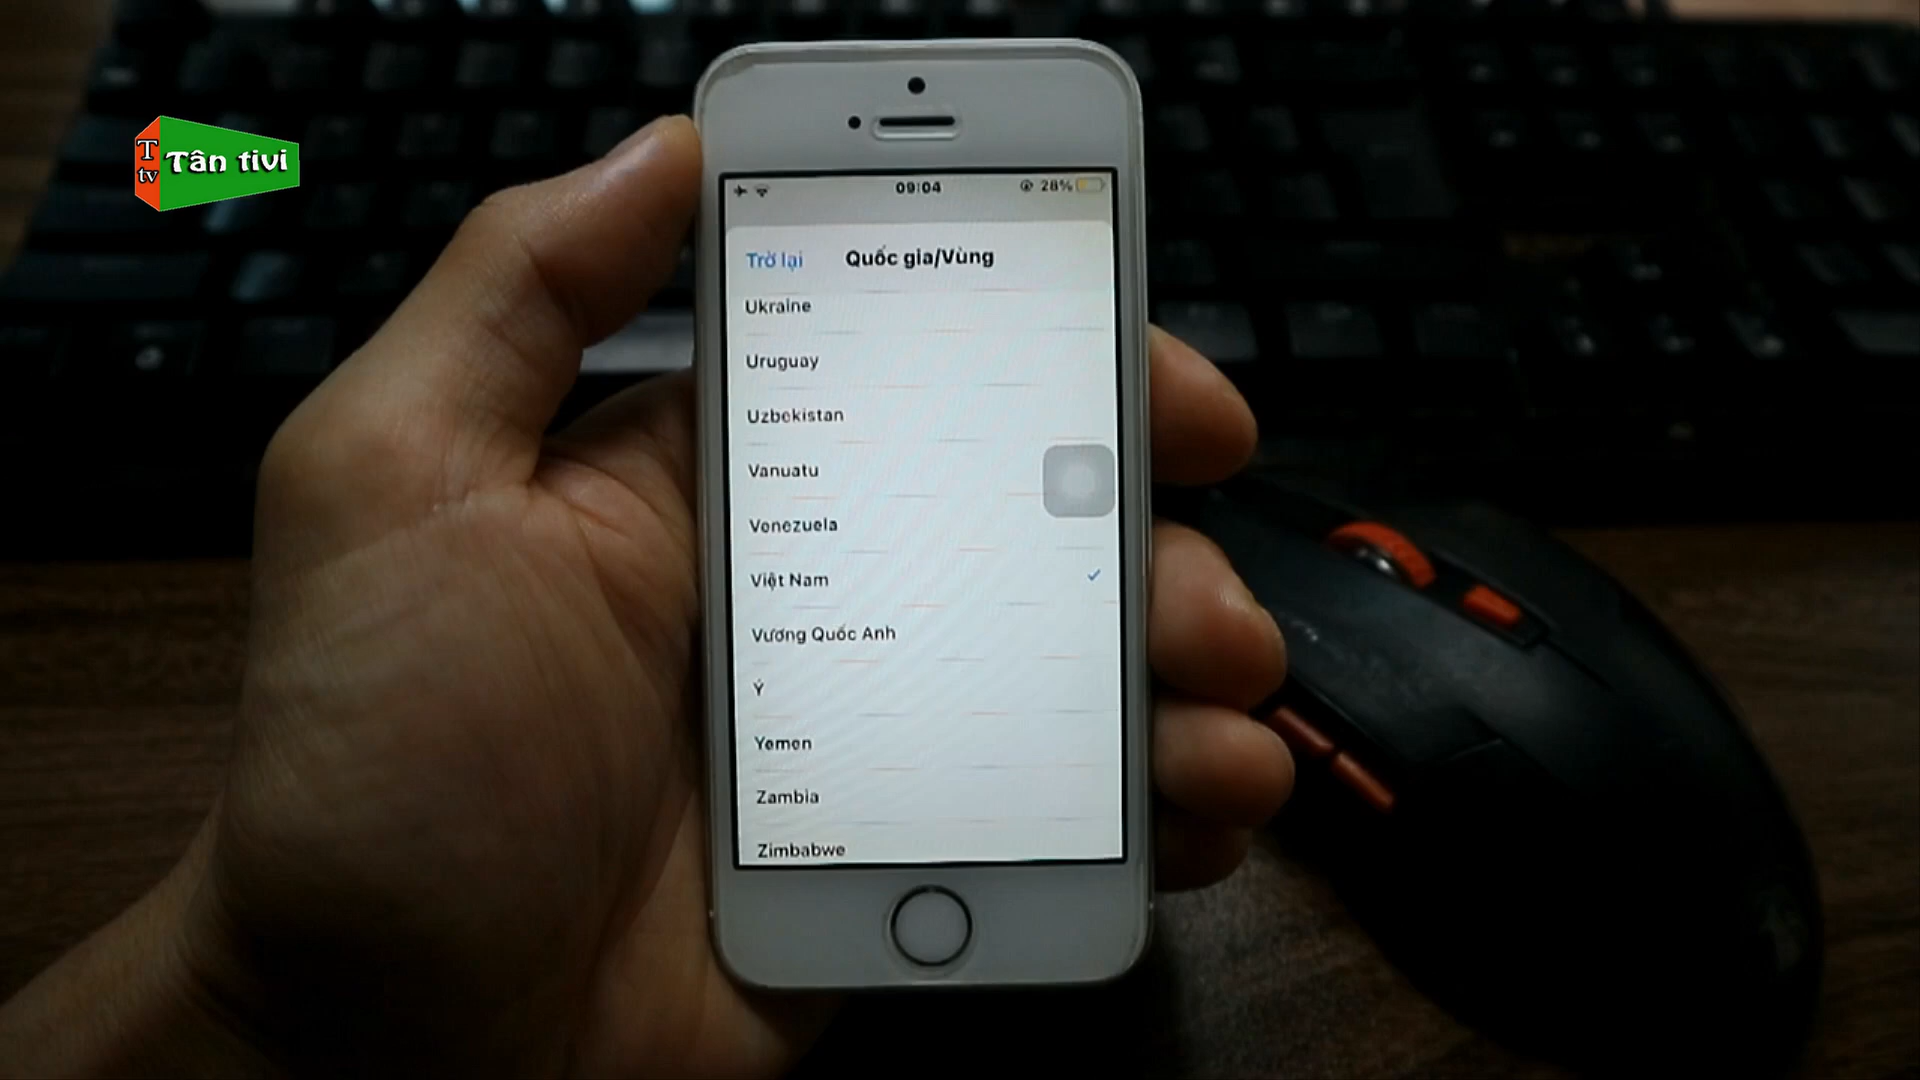 T
tv
Tân tivi
09:04
28%
Trở lại
Quốc gia/Vùng
Ukraine
Uruguay
Uzbekistan
Vanuatu
Venezuela
Việt Nam
Vương Quốc Anh
Ý
Yemen
Zambia
Zimbabwe